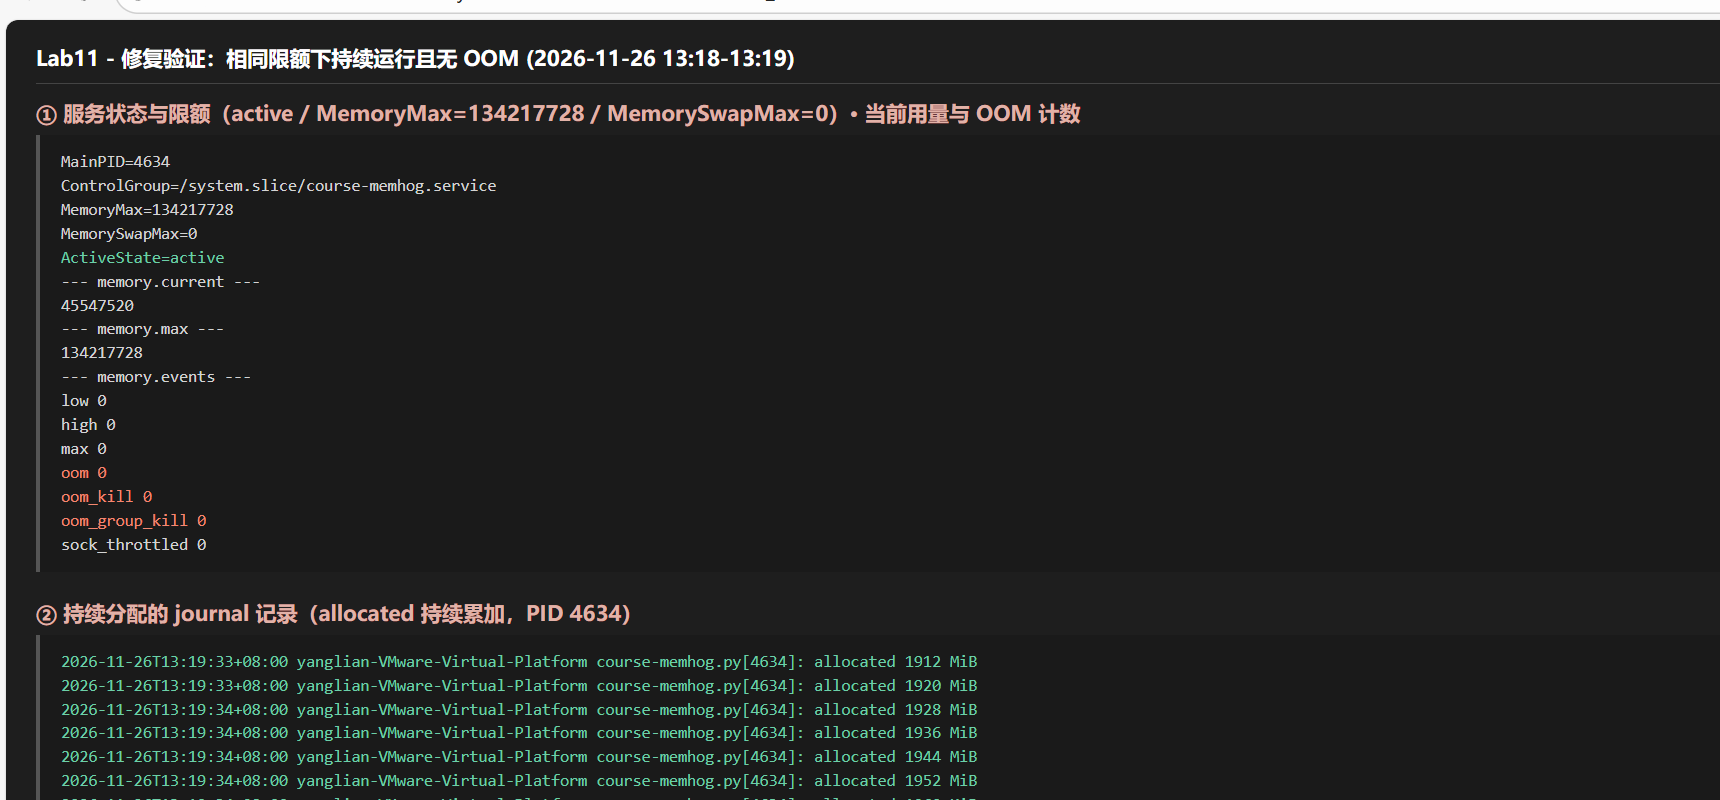 Lab11 - 修复验证：相同限额下持续运行且无 OOM (2026-11-26 13:18-13:19)
① 服务状态与限额（active / MemoryMax=134217728 / MemorySwapMax=0）• 当前用量与 OOM 计数
MainPID=4634
ControlGroup=/system.slice/course-memhog.service
MemoryMax=134217728
MemorySwapMax=0
ActiveState=active
--- memory.current ---
45547520
--- memory.max ---
134217728
--- memory.events ---
low 0
high 0
max 0
oom 0
oom_kill 0
oom_group_kill 0
sock_throttled 0
② 持续分配的 journal 记录（allocated 持续累加，PID 4634）
2026-11-26T13:19:33+08:00 yanglian-VMware-Virtual-Platform course-memhog.py[4634]: allocated 1912 MiB
2026-11-26T13:19:33+08:00 yanglian-VMware-Virtual-Platform course-memhog.py[4634]: allocated 1920 MiB
2026-11-26T13:19:34+08:00 yanglian-VMware-Virtual-Platform course-memhog.py[4634]: allocated 1928 MiB
2026-11-26T13:19:34+08:00 yanglian-VMware-Virtual-Platform course-memhog.py[4634]: allocated 1936 MiB
2026-11-26T13:19:34+08:00 yanglian-VMware-Virtual-Platform course-memhog.py[4634]: allocated 1944 MiB
2026-11-26T13:19:34+08:00 yanglian-VMware-Virtual-Platform course-memhog.py[4634]: allocated 1952 MiB